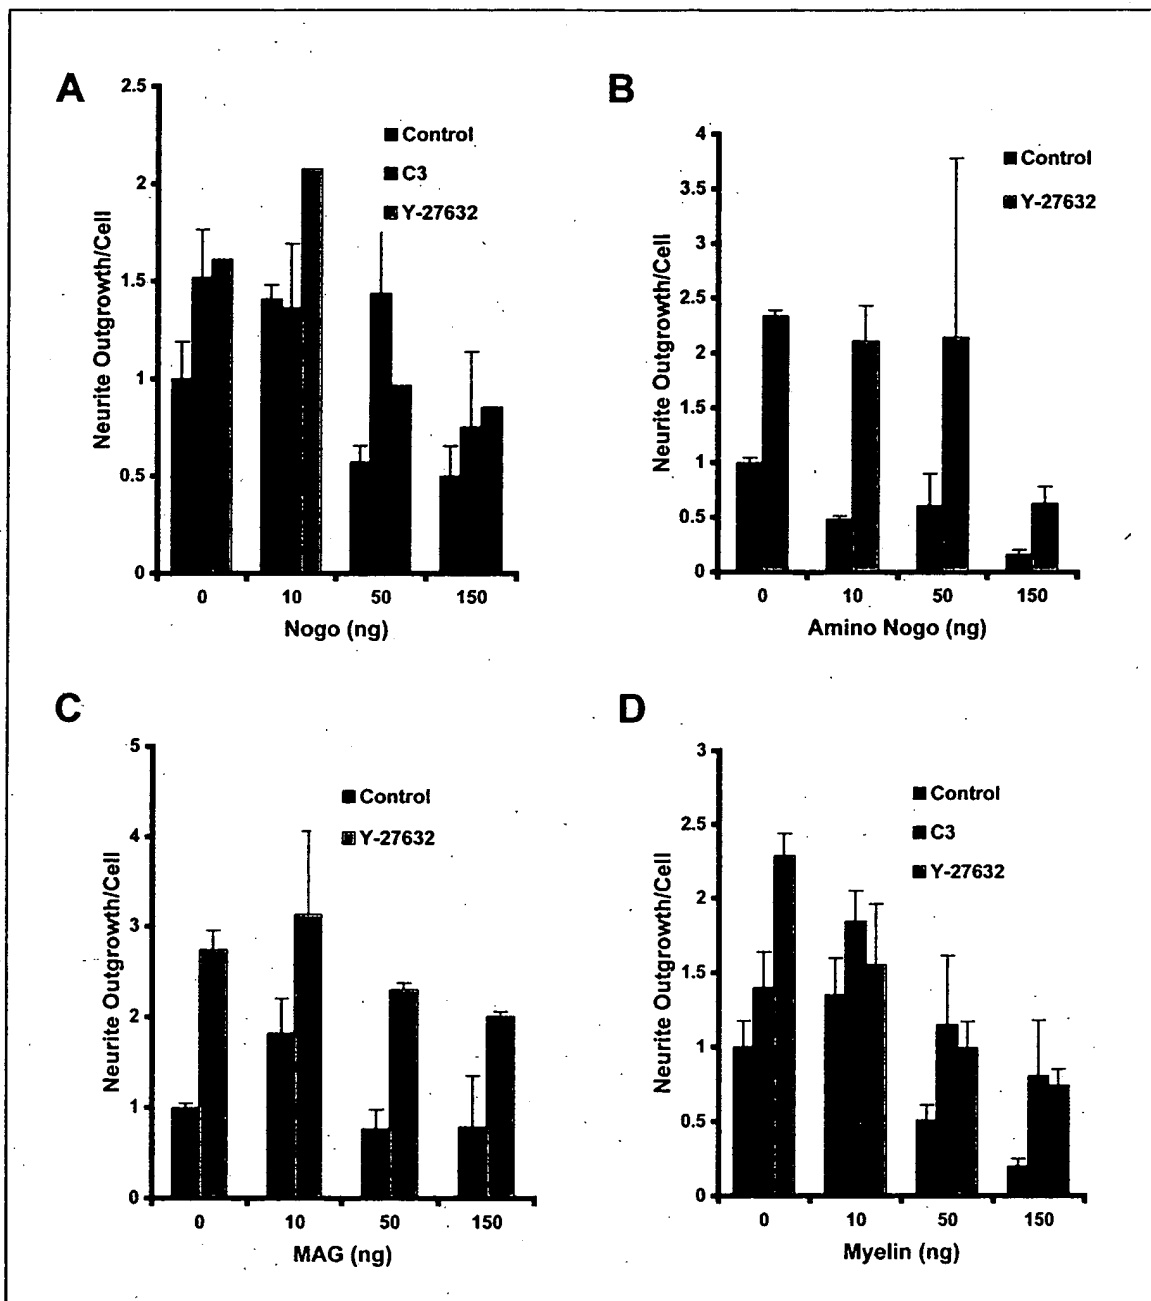 A
2.5
2
1.5
1
0.5
0
Neurite Outgrowth/Cell
Control
C3
Y-27632
0 10 50 150
Nogo (ng)
B
4
3.5
3
2.5
2
1.5
1
0.5
0
Neurite Outgrowth/Cell
Control
Y-27632
0 10 50 150
Amino Nogo (ng)
C
5
4
3
2
1
0
Neurite Outgrowth/Cell
Control
Y-27632
0 10 50 150
MAG (ng)
D
3
2.5
2
1.5
1
0.5
0
Neurite Outgrowth/Cell
Control
C3
Y-27632
0 10 50 150
Myelin (ng)